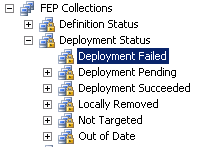 FEP Collections
Definition Status
Deployment Status
Deployment Failed
Deployment Pending
Deployment Succeeded
Locally Removed
Not Targeted
Out of Date